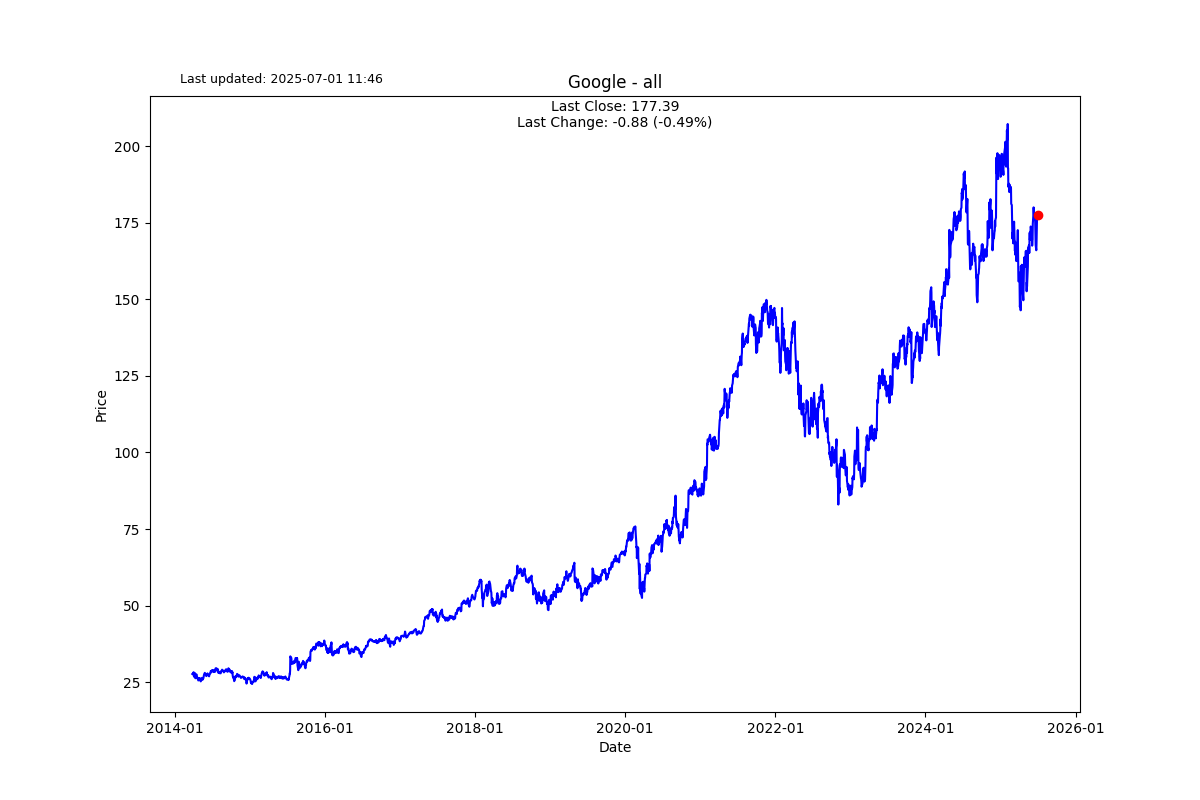 Last updated: 2025-07-01 11:46
Google - all
Last Close: 177.39
Last Change: -0.88 (-0.49%)
200
175
150
125
100
75
50
25
Price
2014-01
2016-01
2018-01
2020-01
2022-01
2024-01
2026-01
Date